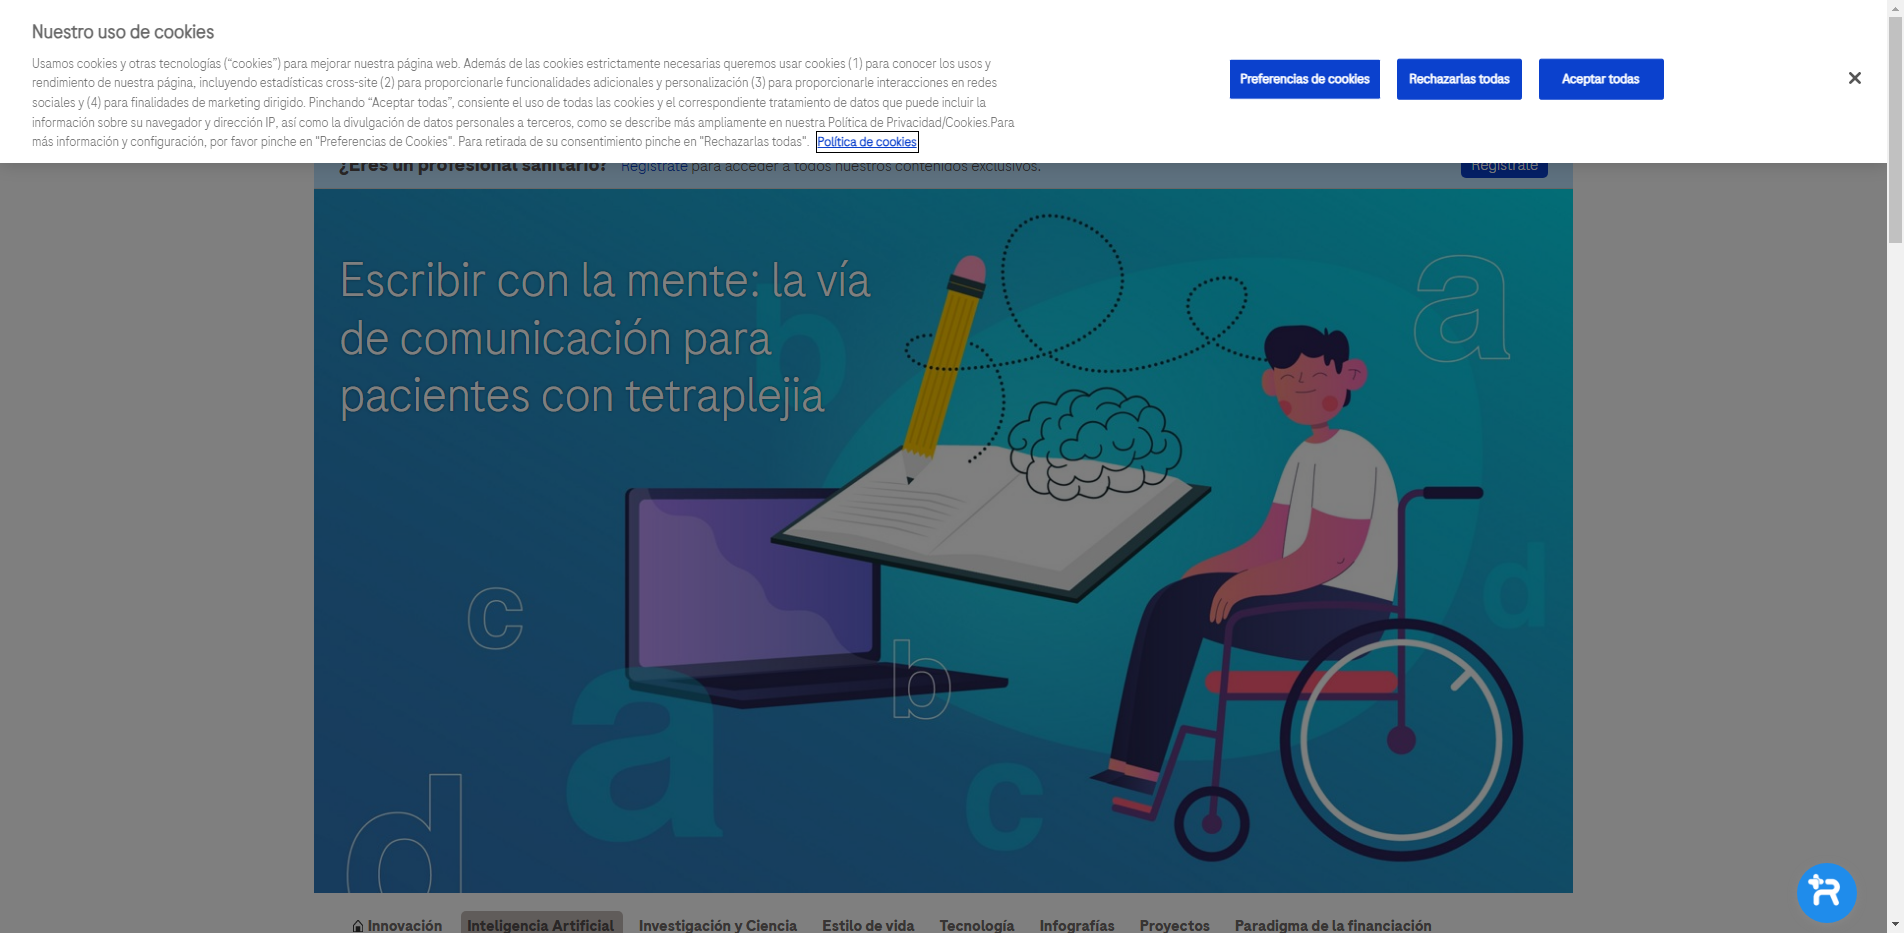 Nuestro uso de cookies
Usamos cookies y otras tecnologías (“cookies”) para mejorar nuestra página web. Además de las cookies estrictamente necesarias queremos usar cookies (1) para conocer los usos y
rendimiento de nuestra página, incluyendo estadísticas cross-site (2) para proporcionarle funcionalidades adicionales y personalización (3) para proporcionarle interacciones en redes
sociales y (4) para finalidades de marketing dirigido. Pinchando “Aceptar todas”, consiente el uso de todas las cookies y el correspondiente tratamiento de datos que puede incluir la
información sobre su navegador y dirección IP, así como la divulgación de datos personales a terceros, como se describe más ampliamente en nuestra Política de Privacidad/Cookies.Para
más información y configuración, por favor pinche en "Preferencias de Cookies". Para retirada de su consentimiento pinche en "Rechazarlas todas". Política de cookies
Preferencias de cookies
Rechazarlas todas
Aceptar todas
¿Eres un profesional sanitario? Regístrate para acceder a todos nuestros contenidos exclusivos.
Regístrate
Escribir con la mente: la vía
de comunicación para
pacientes con tetraplejia
a
b
d
c
b
a
c
d
R
Innovación Inteligencia Artificial Investigación y Ciencia Estilo de vida Tecnología Infografías Proyectos Paradigma de la financiación